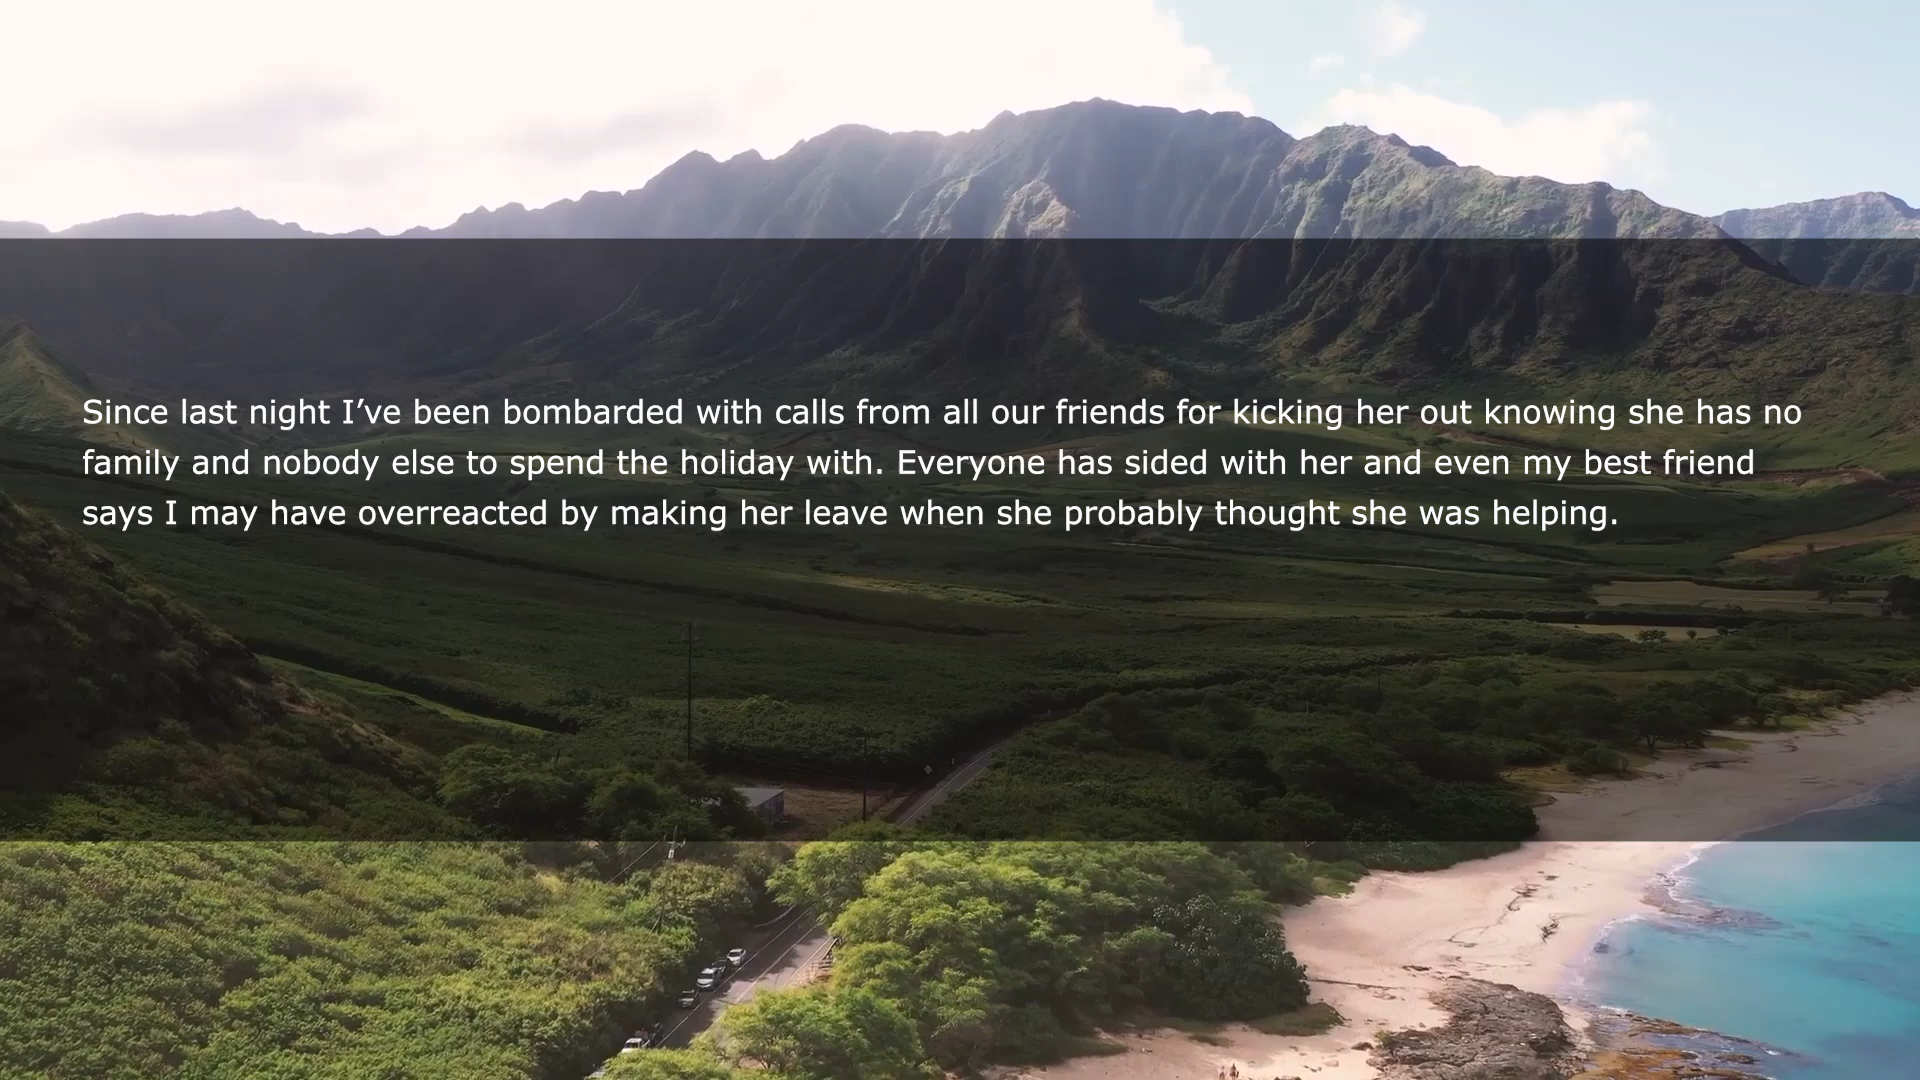 Since last night I’ve been bombarded with calls from all our friends for kicking her out knowing she has no
family and nobody else to spend the holiday with. Everyone has sided with her and even my best friend
says I may have overreacted by making her leave when she probably thought she was helping.